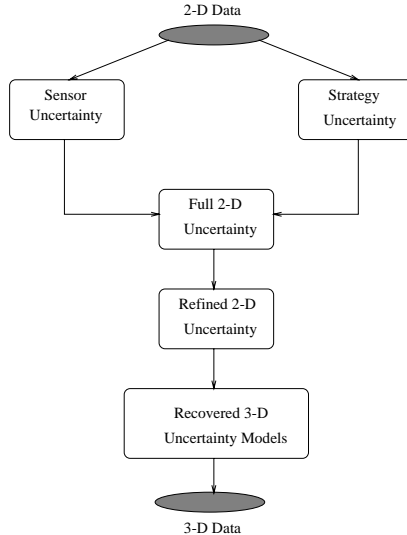 2-D Data
Sensor
Uncertainty
Strategy
Uncertainty
Full 2-D
Uncertainty
Refined 2-D
Uncertainty
Recovered 3-D
Uncertainty Models
3-D Data